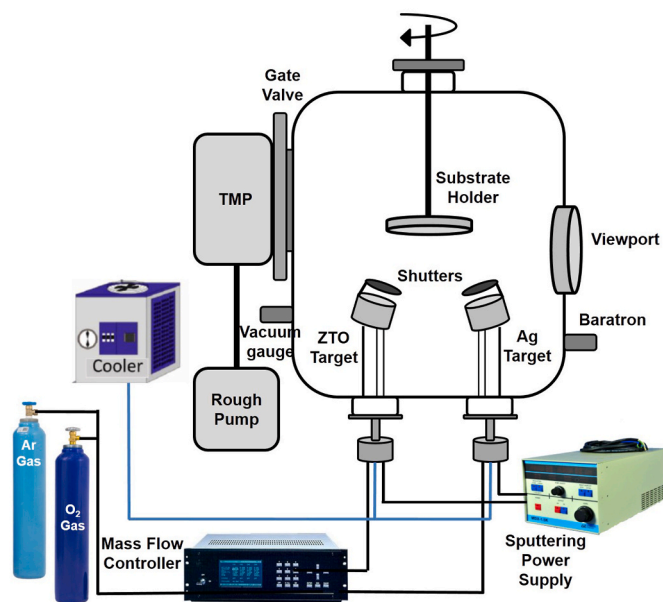 Gate
Valve
TMP
Substrate
Holder
Viewport
Shutters
Vacuum
gauge
ZTO
Target
Ag
Target
Baratron
Cooler
Rough
Pump
Ar
Gas
O₂
Gas
Mass Flow
Controller
Sputtering
Power
Supply